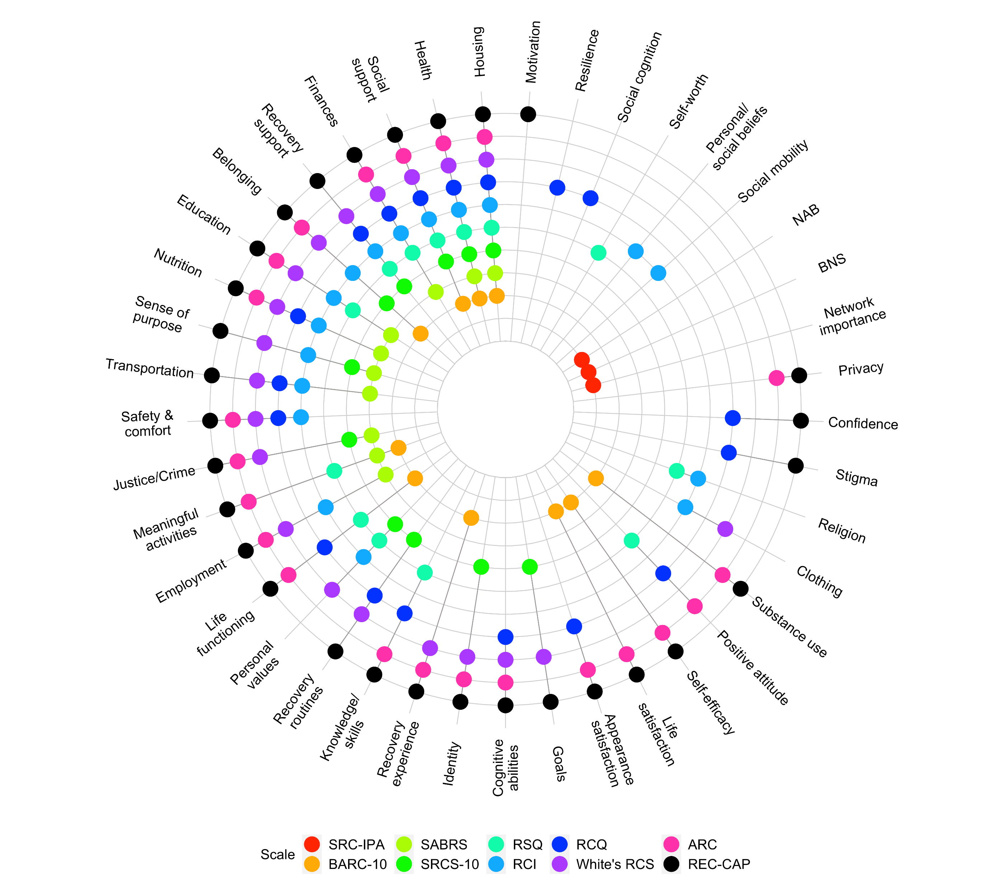 Motivation
Resilience
Social cognition
Self-worth
Personal/
social beliefs
Social mobility
NAB
BNS
Network
importance
Privacy
Confidence
Stigma
Religion
Clothing
Substance use
Positive attitude
Self-efficacy
Life
satisfaction
Appearance
satisfaction
Goals
Cognitive
abilities
Identity
Recovery
experience
Knowledge/
skills
Recovery
routines
Personal
values
Life
functioning
Employment
Meaningful
activities
Justice/Crime
Safety &
comfort
Transportation
Sense of
purpose
Nutrition
Education
Belonging
Recovery
support
Finances
Social
support
Health
Housing
Scale
SRC-IPA
SABRS
RSQ
RCQ
ARC
BARC-10
SRCS-10
RCI
White's RCS
REC-CAP